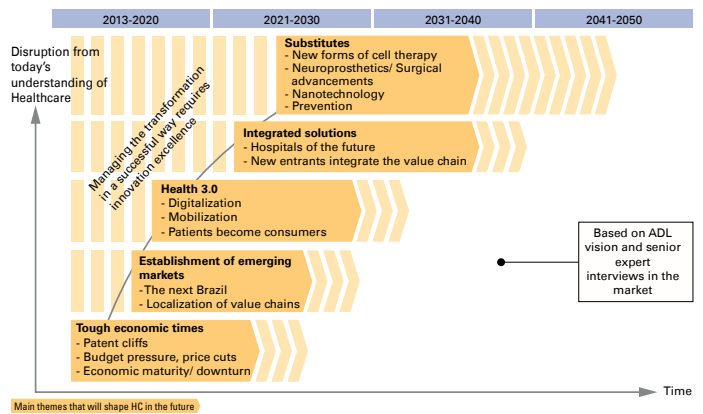 2013-2020
2021-2030
2031-2040
2041-2050
Disruption from
today's
understanding of
Healthcare
Managing the transformation
in a successful way requires
innovation excellence
Substitutes
- New forms of cell therapy
- Neuroprosthetics/ Surgical
advancements
- Nanotechnology
- Prevention
Integrated solutions
- Hospitals of the future
- New entrants integrate the value chain
Health 3.0
- Digitalization
- Mobilization
- Patients become consumers
Establishment of emerging
markets
- The next Brazil
- Localization of value chains
Tough economic times
- Patent cliffs
- Budget pressure, price cuts
- Economic maturity/ downturn
Based on ADL
vision and senior
expert
interviews in the
market
Time
Main themes that will shape HC in the future